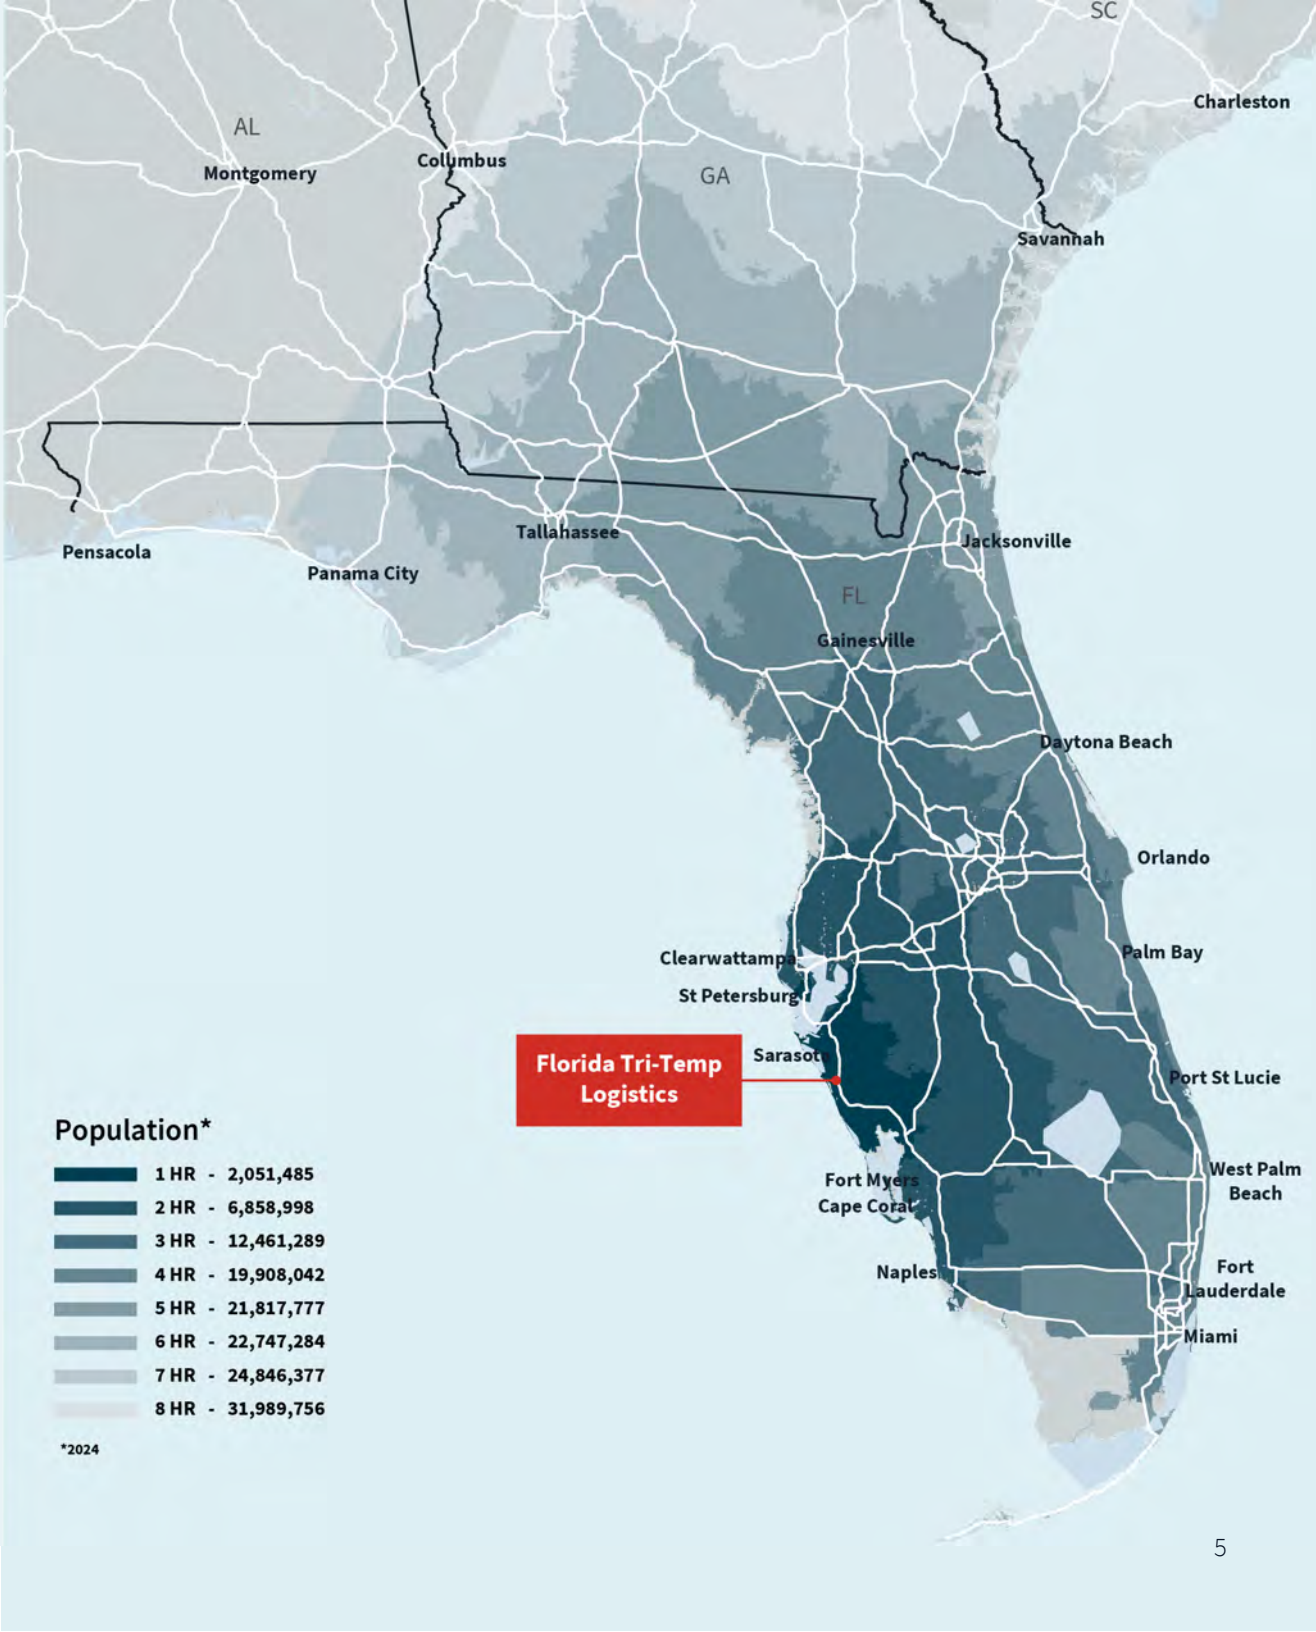 SC
Charleston
AL
Columbus
Montgomery
GA
Savannah
Tallahassee
Jacksonville
Pensacola
Panama City
FL
Gainesville
Daytona Beach
Orlando
Palm Bay
Clearwattampa
St Petersburg
Sarasota
Florida Tri-Temp
Logistics
Port St Lucie
West Palm
Beach
Fort Myers
Cape Coral
Naples
Fort
Lauderdale
Miami
Population*
1 HR - 2,051,485
2 HR - 6,858,998
3 HR - 12,461,289
4 HR - 19,908,042
5 HR - 21,817,777
6 HR - 22,747,284
7 HR - 24,846,377
8 HR - 31,989,756
*2024
5